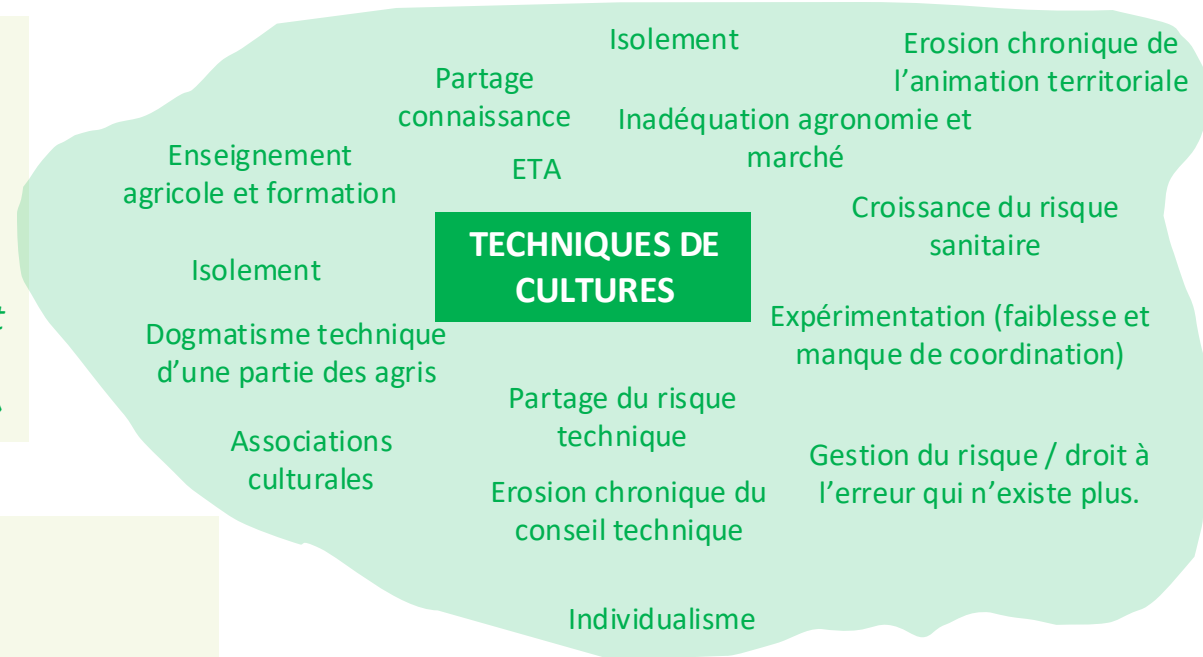 Isolement
Erosion chronique de
l'animation territoriale
Partage
connaissance
Inadéquation agronomie et
marché
Enseignement
agricole et formation
ETA
Croissance du risque
sanitaire
TECHNIQUES DE
CULTURES
Isolement
Expérimentation (faiblesse et
manque de coordination)
Dogmatisme technique
d'une partie des agris
Partage du risque
technique
Associations
culturales
Gestion du risque / droit à
l'erreur qui n'existe plus.
Erosion chronique du
conseil technique
Individualisme